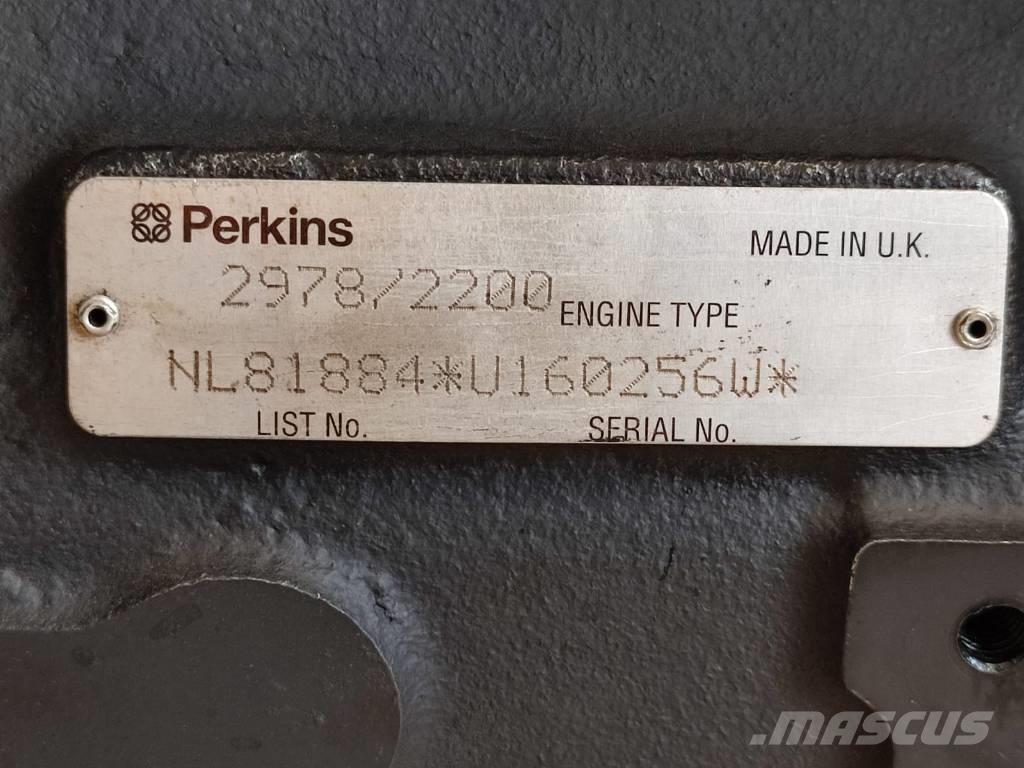 Perkins
MADE IN U.K.
2978/2200 ENGINE TYPE
NL81884*U160256W*
LIST No. SERIAL No.
.MASCUS